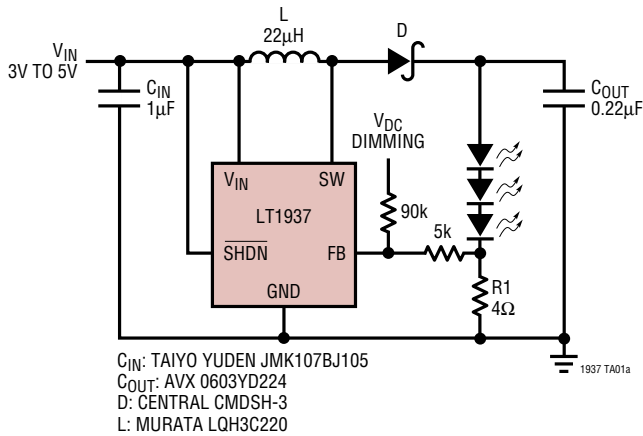 L
22µH
D
VIN
3V TO 5V
CIN
1µF
COUT
0.22µF
VDC
DIMMING
VIN
SW
LT1937
90k
5k
SHDN
FB
GND
R1
4Ω
1937 TA01a
CIN: TAIYO YUDEN JMK107BJ105
COUT: AVX 0603YD224
D: CENTRAL CMDSH-3
L: MURATA LQH3C220